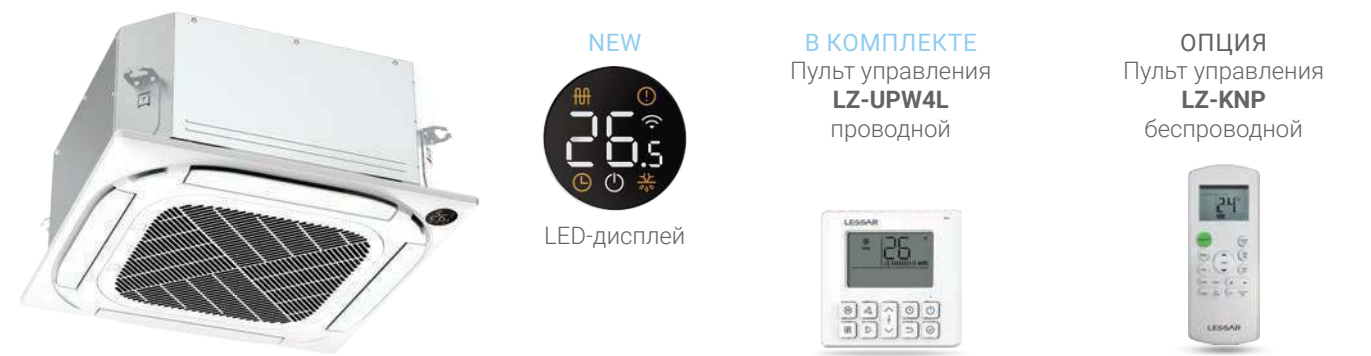 NEW
26.5
LED-дисплей
В КОМПЛЕКТЕ
Пульт управления
LZ-UPW4L
проводной
LESSAR
26
ОПЦИЯ
Пульт управления
LZ-KNP
беспроводной
24°
LESSAR